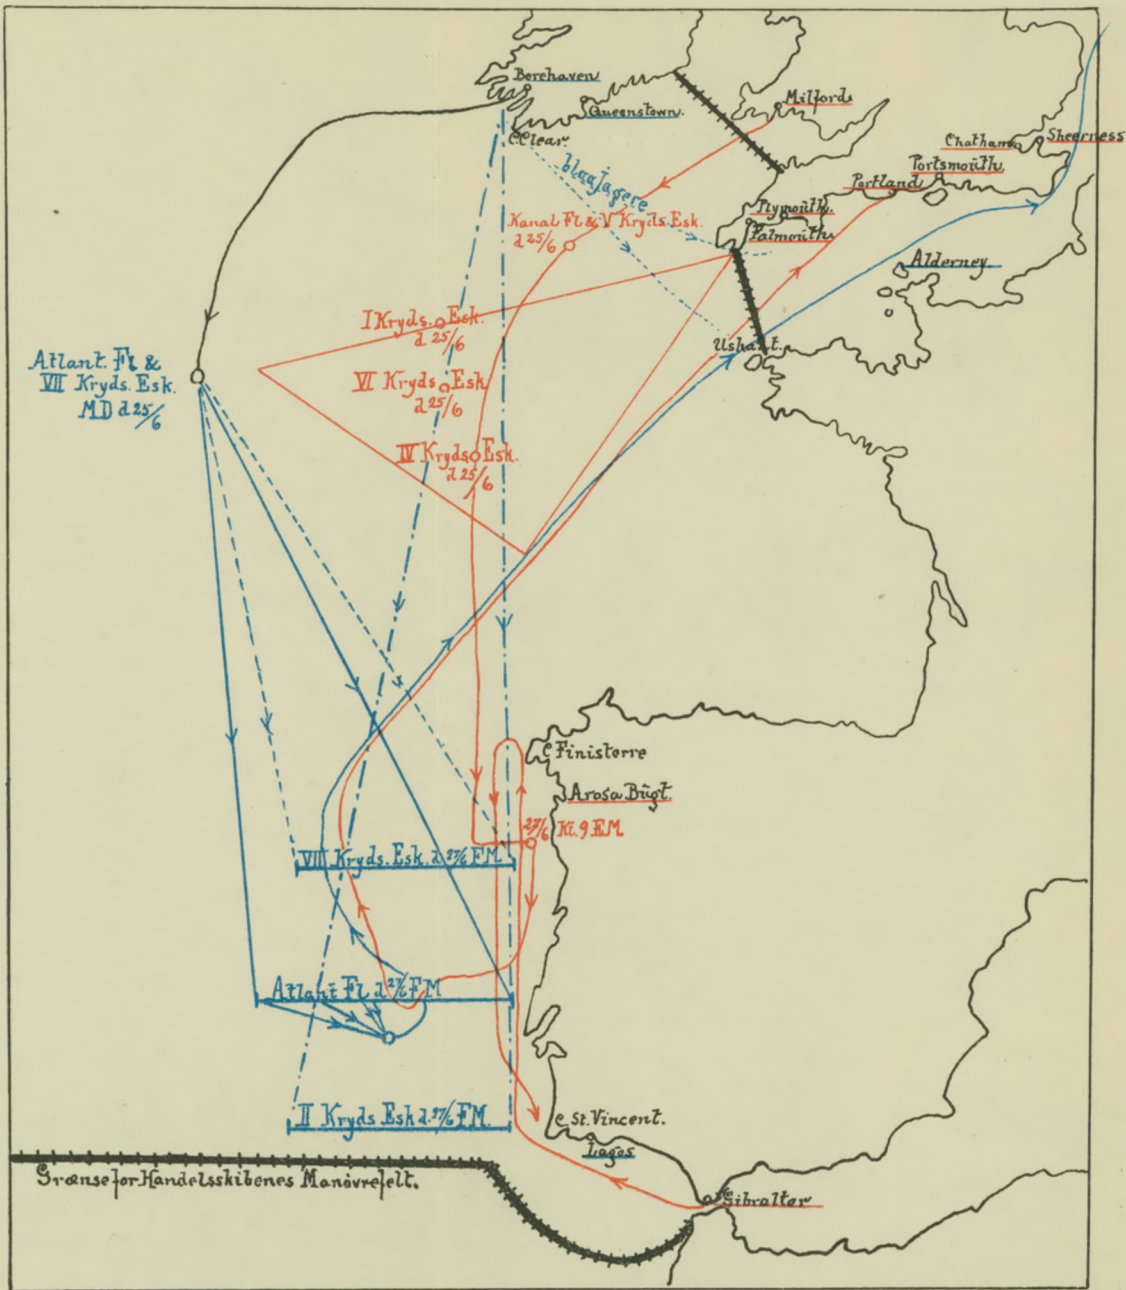 Berehaven
Queenstown.
Milford
C. Clear.
Chatham
Sheerness
Portsmouth.
Portland
blaa Jagere
Plymouth.
Falmouth
Kanal Fl & V Kryds Esk.
d 25/6
Alderney.
I Kryds. Esk.
d 25/6
Ushant.
Atlant. Fl &
VII Kryds. Esk.
MD d 25/6
VI Kryds Esk
d 25/6
IV Kryds Esk.
d 25/6
C Finisterre
Arosa Bugt.
27/6 Kl. 9 EM.
VII Kryds. Esk. d. 27/6 FM
Atlant Fl d 27/6 FM
II Kryds Esk d. 27/6 FM.
C St. Vincent.
Lagos
Grænse for Handelsskibenes Manövrefelt.
Gibraltar